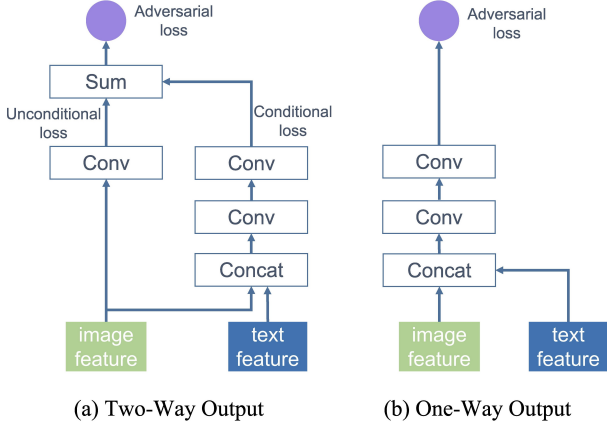 Adversarial
loss
Sum
Unconditional
loss
Conditional
loss
Conv
Conv
Conv
Concat
image
feature
text
feature
(a) Two-Way Output
Adversarial
loss
Conv
Conv
Concat
image
feature
text
feature
(b) One-Way Output